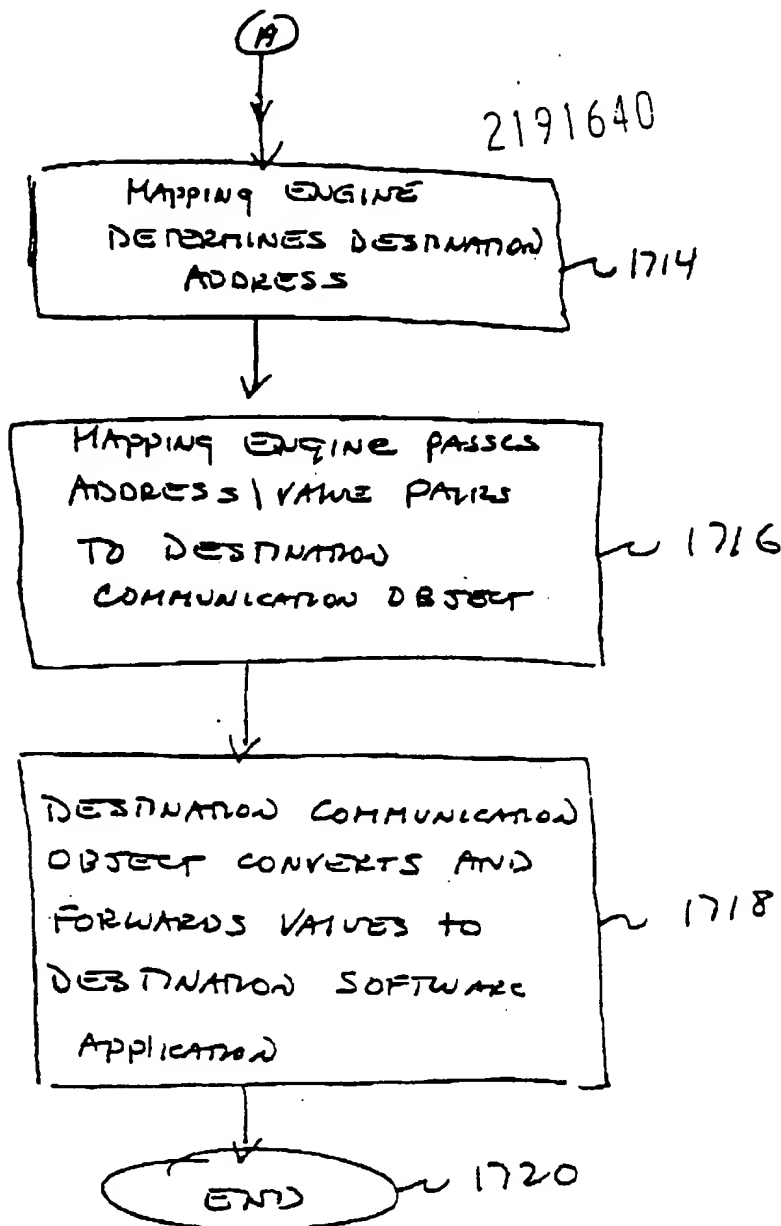 A
2191640
MAPPING ENGINE
DETERMINES DESTINATION
ADDRESS
1714
MAPPING ENGINE PASSES
ADDRESS\VALUE PAIRS
TO DESTINATION
COMMUNICATION OBJECT
1716
DESTINATION COMMUNICATION
OBJECT CONVERTS AND
FORWARDS VALUES TO
DESTINATION SOFTWARE
APPLICATION
1718
END
1720